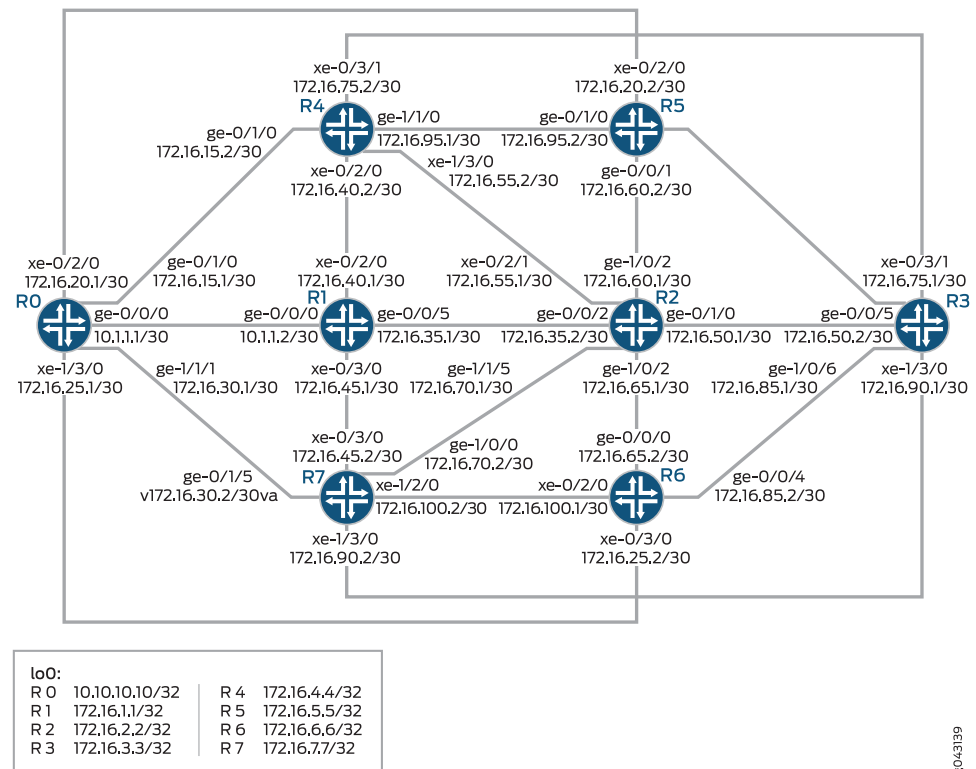 xe-0/3/1
172.16.75.2/30
R4
xe-0/2/0
172.16.20.2/30
R5
ge-0/1/0
172.16.15.2/30
ge-1/1/0
172.16.95.1/30
ge-0/1/0
172.16.95.2/30
xe-1/3/0
172.16.55.2/30
xe-0/2/0
172.16.40.2/30
ge-0/0/1
172.16.60.2/30
xe-0/2/0
172.16.20.1/30
R0
ge-0/1/0
172.16.15.1/30
xe-0/2/0
172.16.40.1/30
R1
xe-0/2/1
172.16.55.1/30
ge-1/0/2
172.16.60.1/30
R2
xe-0/3/1
172.16.75.1/30
R3
ge-0/0/0
10.1.1.1/30
ge-0/0/0
10.1.1.2/30
ge-0/0/5
172.16.35.1/30
ge-0/0/2
172.16.35.2/30
ge-0/1/0
172.16.50.1/30
ge-0/0/5
172.16.50.2/30
xe-1/3/0
172.16.25.1/30
ge-1/1/1
172.16.30.1/30
xe-0/3/0
172.16.45.1/30
ge-1/1/5
172.16.70.1/30
ge-1/0/2
172.16.65.1/30
ge-1/0/6
172.16.85.1/30
xe-1/3/0
172.16.90.1/30
ge-0/1/5
v172.16.30.2/30va
xe-0/3/0
172.16.45.2/30
R7
ge-1/0/0
172.16.70.2/30
ge-0/0/0
172.16.65.2/30
R6
xe-1/2/0
172.16.100.2/30
xe-0/2/0
172.16.100.1/30
ge-0/0/4
172.16.85.2/30
xe-1/3/0
172.16.90.2/30
xe-0/3/0
172.16.25.2/30
lo0:
R 0 10.10.10.10/32
R 1 172.16.1.1/32
R 2 172.16.2.2/32
R 3 172.16.3.3/32
R 4 172.16.4.4/32
R 5 172.16.5.5/32
R 6 172.16.6.6/32
R 7 172.16.7.7/32